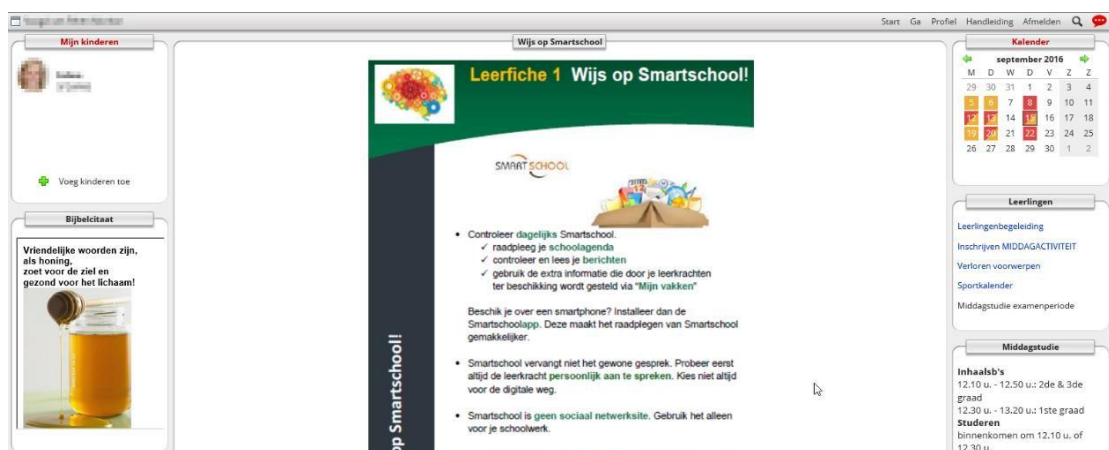 Start Ga Profiel Handleiding Afmelden
Mijn kinderen
Voeg kinderen toe
Bijbelcitaat
Vriendelijke woorden zijn,
als honing,
zoet voor de ziel en
gezond voor het lichaam!
Wijs op Smartschool
Leerfiche 1 Wijs op Smartschool!
SMARTSCHOOL
• Controleer dagelijks Smartschool.
✓ raadpleeg je schoolagenda
✓ controleer en lees je berichten
✓ gebruik de extra informatie die door je leerkrachten
ter beschikking wordt gesteld via "Mijn vakken"
Beschik je over een smartphone? Installeer dan de
Smartschoolapp. Deze maakt het raadplegen van Smartschool
gemakkelijker.
• Smartschool vervangt niet het gewone gesprek. Probeer eerst
altijd de leerkracht persoonlijk aan te spreken. Kies niet altijd
voor de digitale weg.
• Smartschool is geen sociaal netwerksite. Gebruik het alleen
voor je schoolwerk.
op Smartschool!
Kalender
september 2016
M D W D V Z Z
29 30 31 1 2 3 4
5 6 7 8 9 10 11
12 13 14 15 16 17 18
19 20 21 22 23 24 25
26 27 28 29 30 1 2
Leerlingen
Leerlingenbegeleiding
Inschrijven MIDDAGACTIVITEIT
Verloren voorwerpen
Sportkalender
Middagstudie examenperiode
Middagstudie
Inhaalsb's
12.10 u. - 12.50 u.: 2de & 3de
graad
12.30 u. - 13.20 u.: 1ste graad
Studeren
binnenkomen om 12.10 u. of
12.30 u.